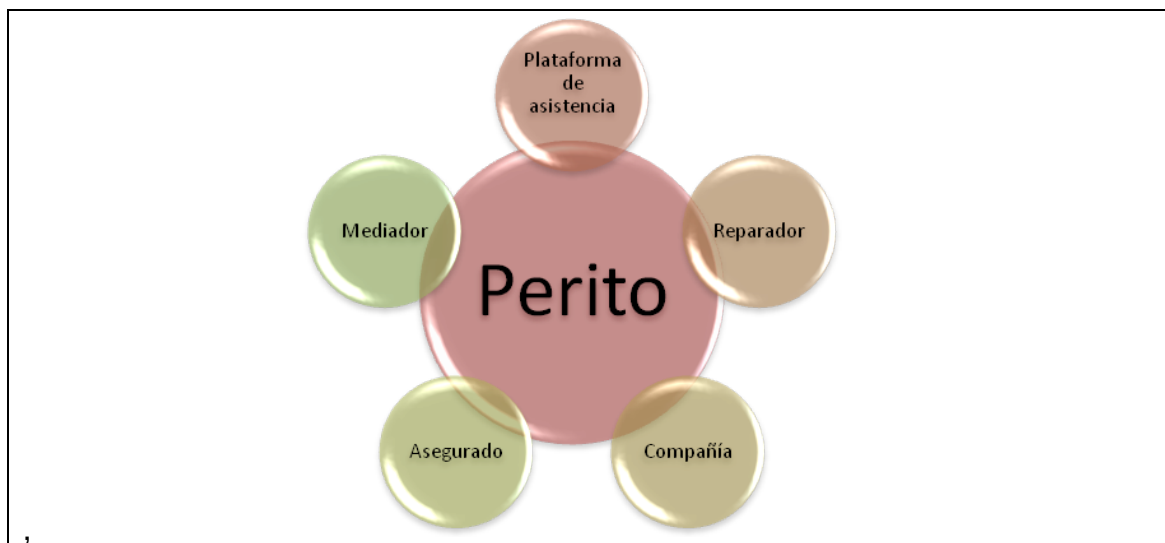 Plataforma
de
asistencia
Mediador
Reparador
Perito
Asegurado
Compañía
,